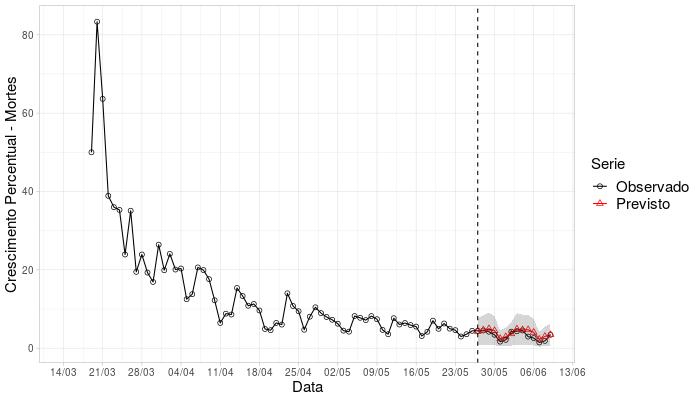 Crescimento Percentual - Mortes
80
60
40
20
0
14/03 21/03 28/03 04/04 11/04 18/04 25/04 02/05 09/05 16/05 23/05 30/05 06/06 13/06
Data
Serie
Observado
Previsto